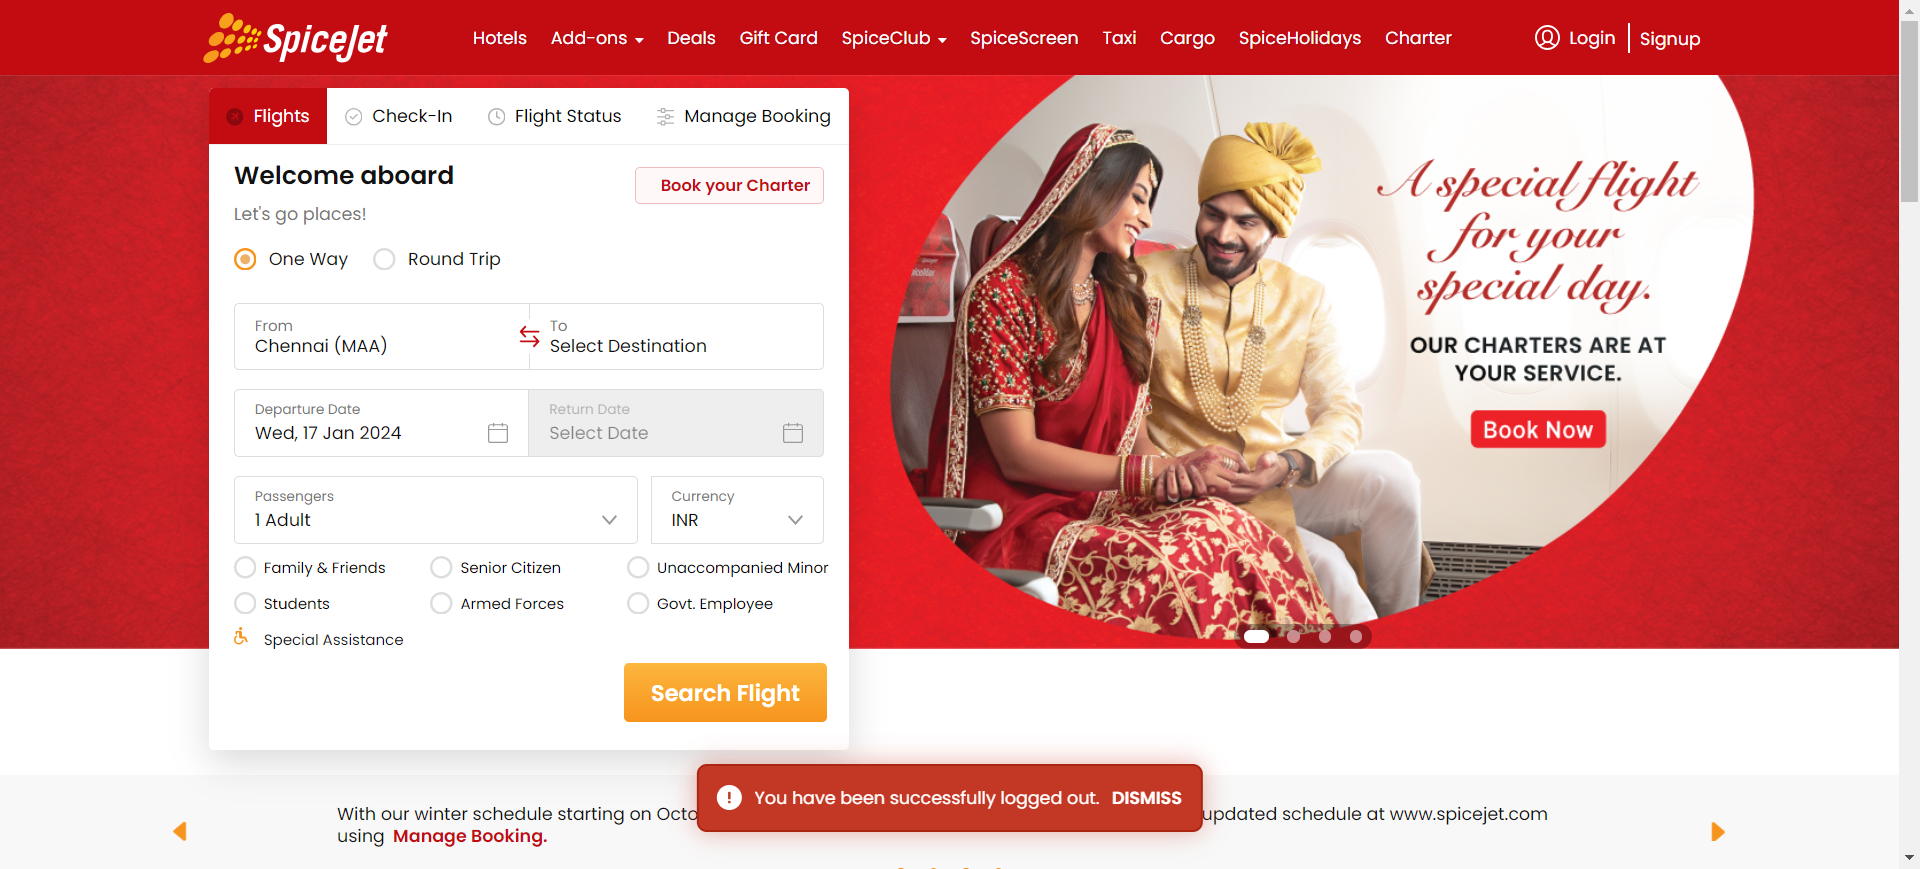 SpiceJet
Hotels Add-ons Deals Gift Card SpiceClub SpiceScreen Taxi Cargo SpiceHolidays Charter Login Signup
Flights Check-In Flight Status Manage Booking
Welcome aboard
Book your Charter
Let's go places!
One Way Round Trip
From
Chennai (MAA)
To
Select Destination
Departure Date
Wed, 17 Jan 2024
Return Date
Select Date
Passengers
1 Adult
Currency
INR
Family & Friends Senior Citizen Unaccompanied Minor
Students Armed Forces Govt. Employee
Special Assistance
Search Flight
A special flight
for your
special day.
OUR CHARTERS ARE AT
YOUR SERVICE.
Book Now
You have been successfully logged out. DISMISS
With our winter schedule starting on Octo updated schedule at www.spicejet.com
using Manage Booking.